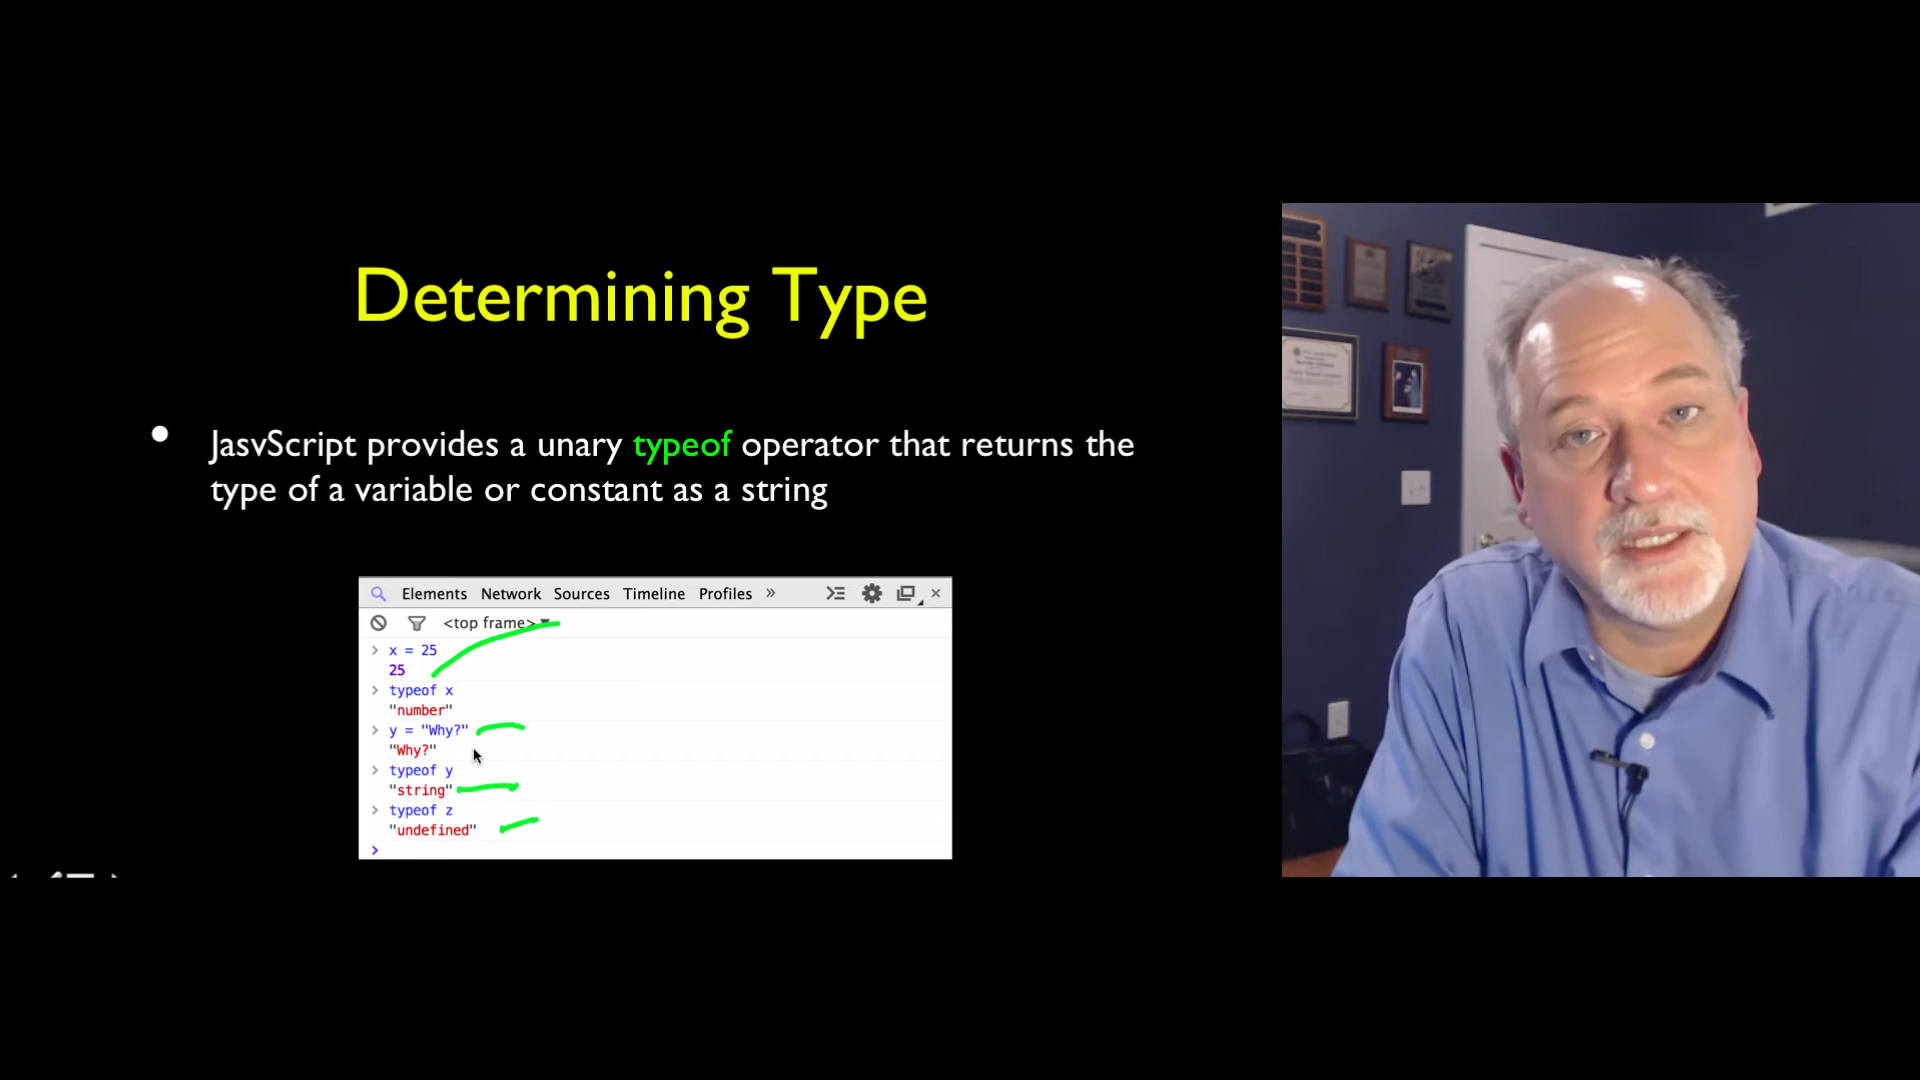 Determining Type
• JasvScript provides a unary typeof operator that returns the
type of a variable or constant as a string
Elements Network Sources Timeline Profiles »
<top frame> ▼
> x = 25
25
> typeof x
"number"
> y = "Why?"
"Why?"
> typeof y
"string"
> typeof z
"undefined"
>